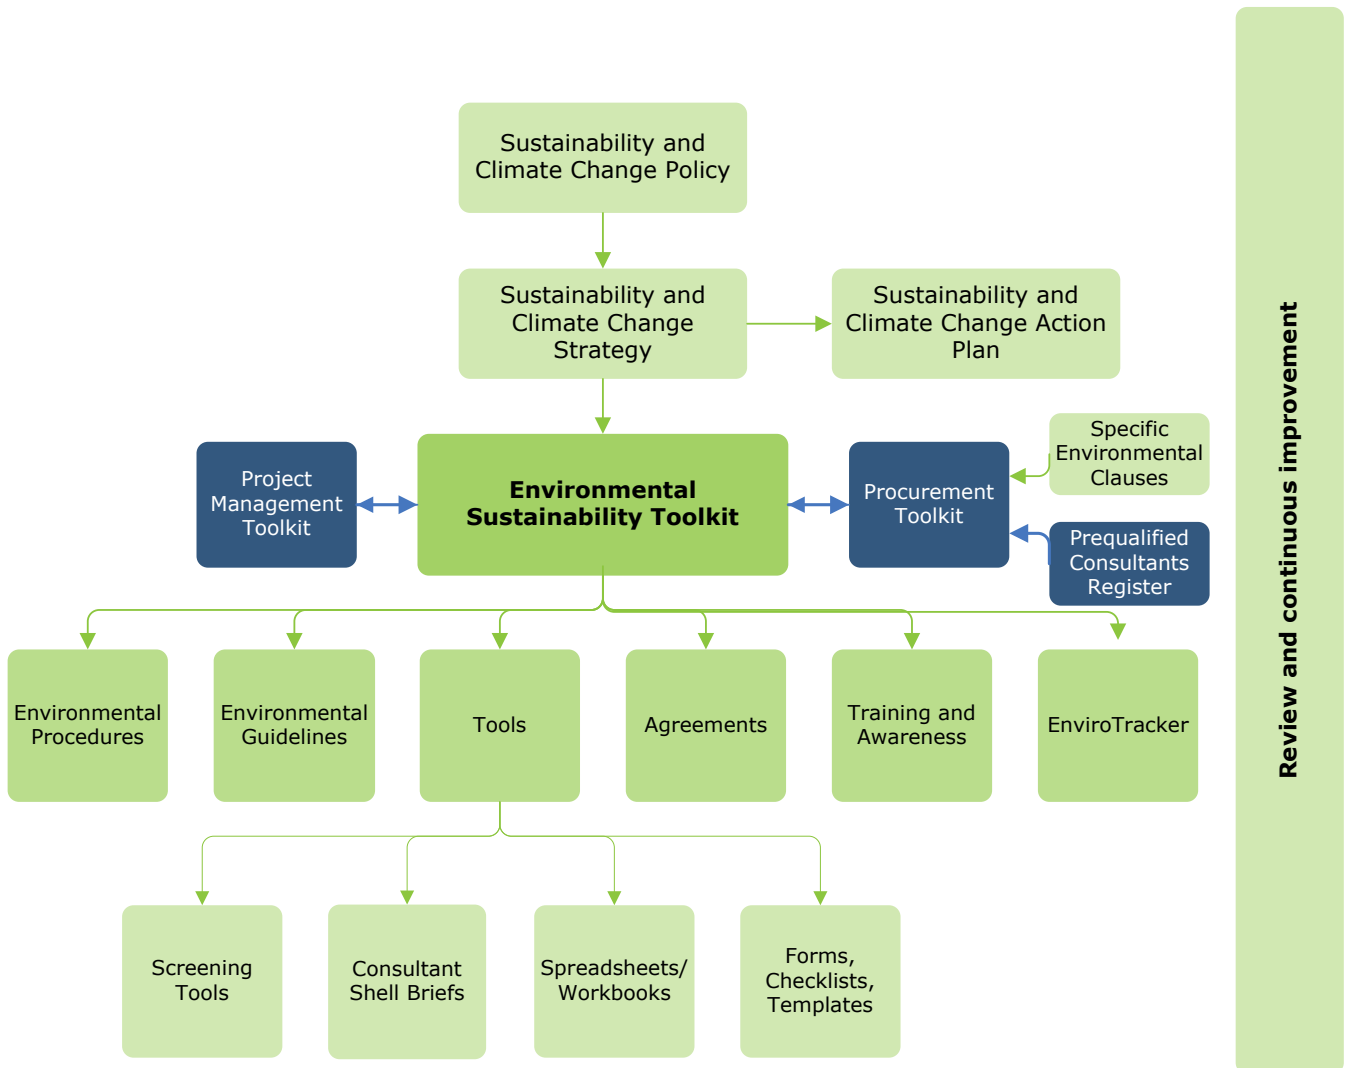 Sustainability and
Climate Change Policy
Sustainability and
Climate Change
Strategy
Sustainability and
Climate Change Action
Plan
Project
Management
Toolkit
Environmental
Sustainability Toolkit
Procurement
Toolkit
Specific
Environmental
Clauses
Prequalified
Consultants
Register
Environmental
Procedures
Environmental
Guidelines
Tools
Agreements
Training and
Awareness
EnviroTracker
Screening
Tools
Consultant
Shell Briefs
Spreadsheets/
Workbooks
Forms,
Checklists,
Templates
Review and continuous improvement